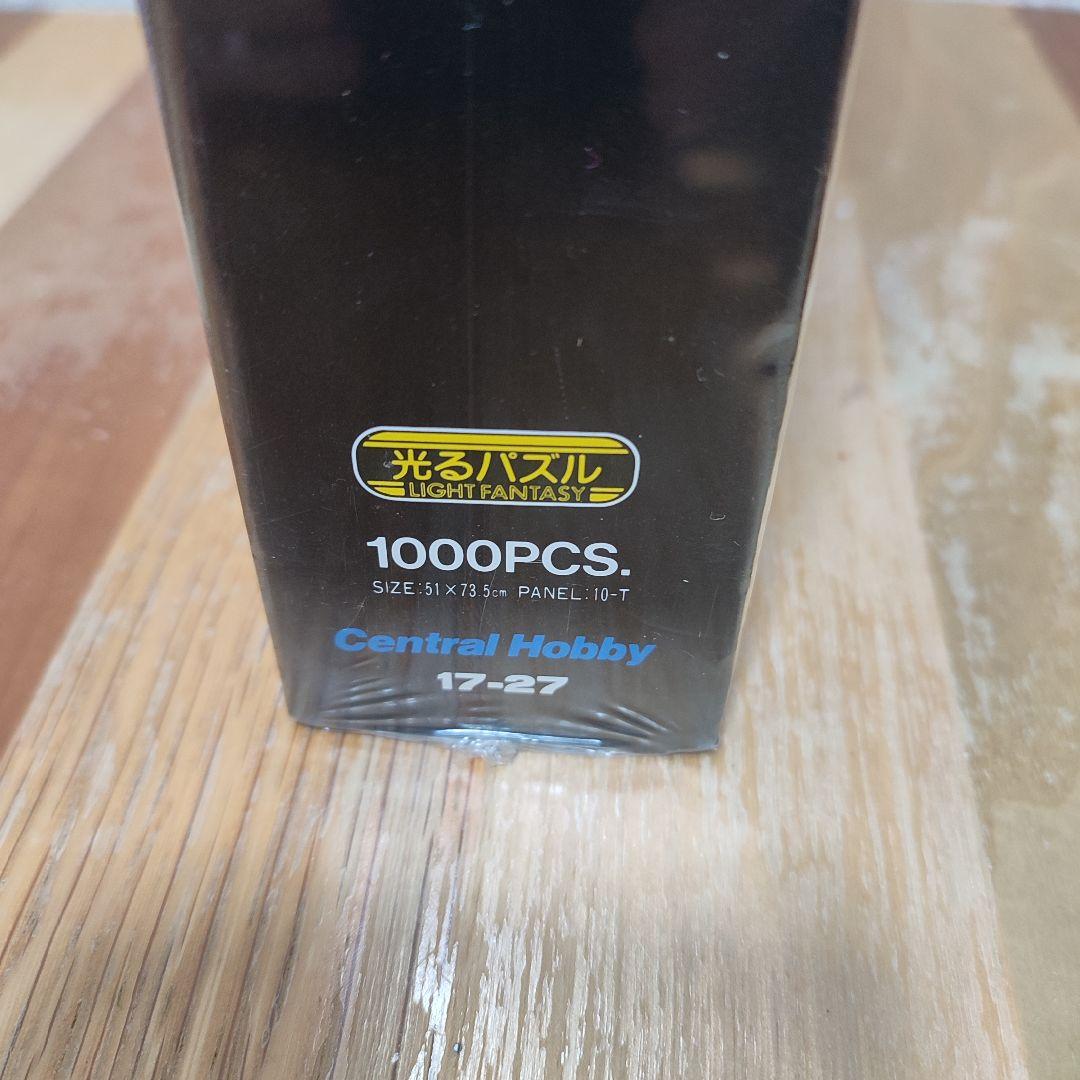 光るパズル
LIGHT FANTASY
1000PCS.
SIZE:51×73.5cm PANEL:10-T
Central Hobby
17-27